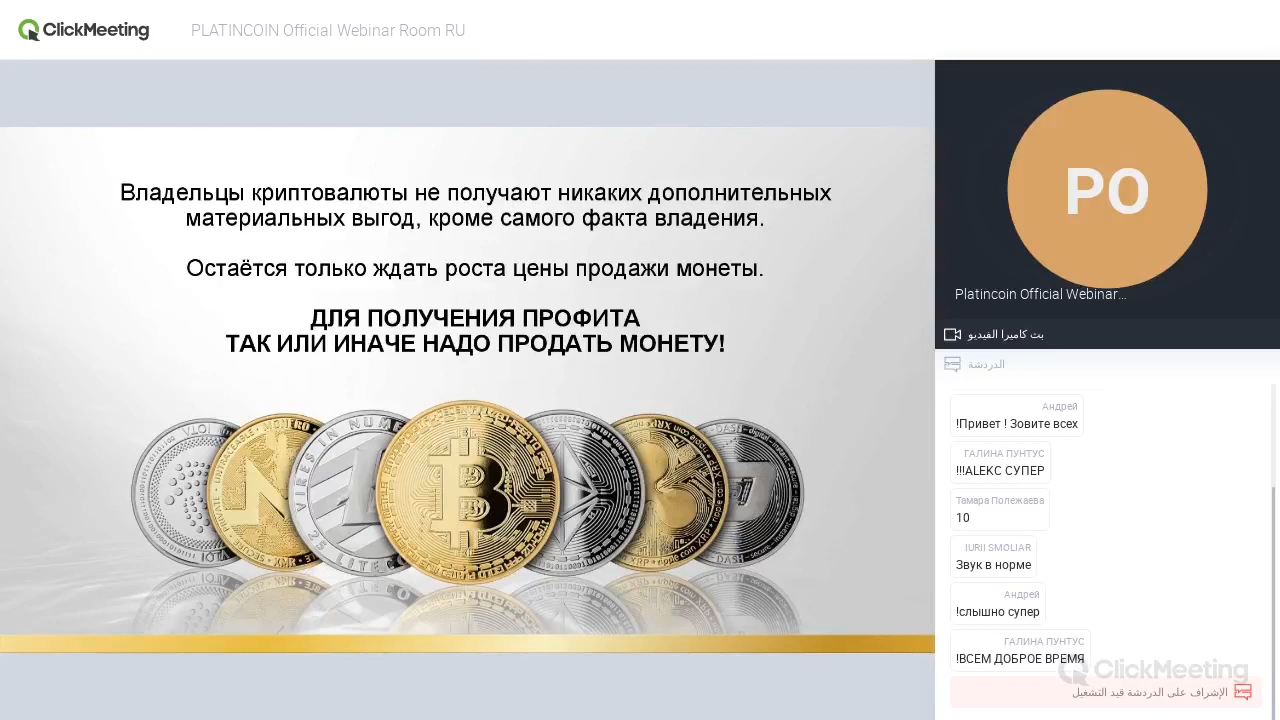 ClickMeeting
PLATINCOIN Official Webinar Room RU
Владельцы криптовалюты не получают никаких дополнительных
материальных выгод, кроме самого факта владения.
Остаётся только ждать роста цены продажи монеты.
ДЛЯ ПОЛУЧЕНИЯ ПРОФИТА
ТАК ИЛИ ИНАЧЕ НАДО ПРОДАТЬ МОНЕТУ!
PO
Platincoin Official Webinar...
بث كاميرا الفيديو
الدردشة
Андрей
!Привет ! Зовите всех
ГАЛИНА ПУНТУС
!!!ALEКС СУПЕР
Тамара Полежаева
10
IURII SMOLIAR
Звук в норме
Андрей
!слышно супер
ГАЛИНА ПУНТУС
!ВСЕМ ДОБРОЕ ВРЕМЯ
ClickMeeting
الإشراف على الدردشة قيد التشغيل